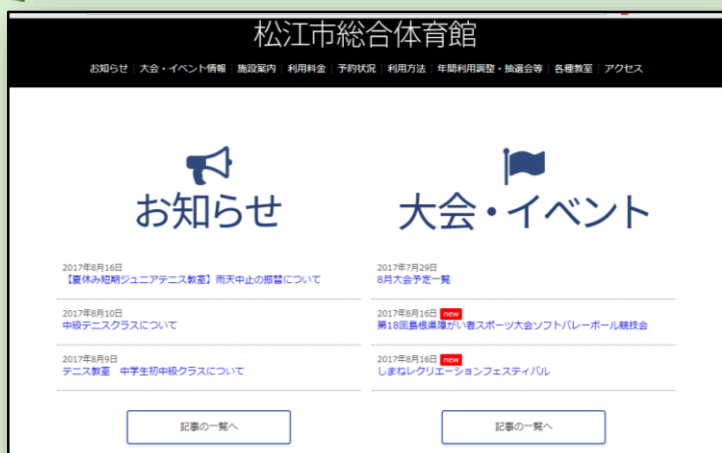 松江市総合体育館
お知らせ 大会・イベント情報 施設案内 利用料金 予約状況 利用方法 年間利用調整・抽選会等 各種教室 アクセス
お知らせ
2017年8月16日
【夏休み短期ジュニアテニス教室】雨天中止の振替について
2017年8月10日
中級テニスクラスについて
2017年8月9日
テニス教室 中学生初中級クラスについて
記事の一覧へ
大会・イベント
2017年7月29日
8月大会予定一覧
2017年8月16日 new
第18回島根県障がい者スポーツ大会ソフトバレーボール競技会
2017年8月16日 new
しまねレクリエーションフェスティバル
記事の一覧へ